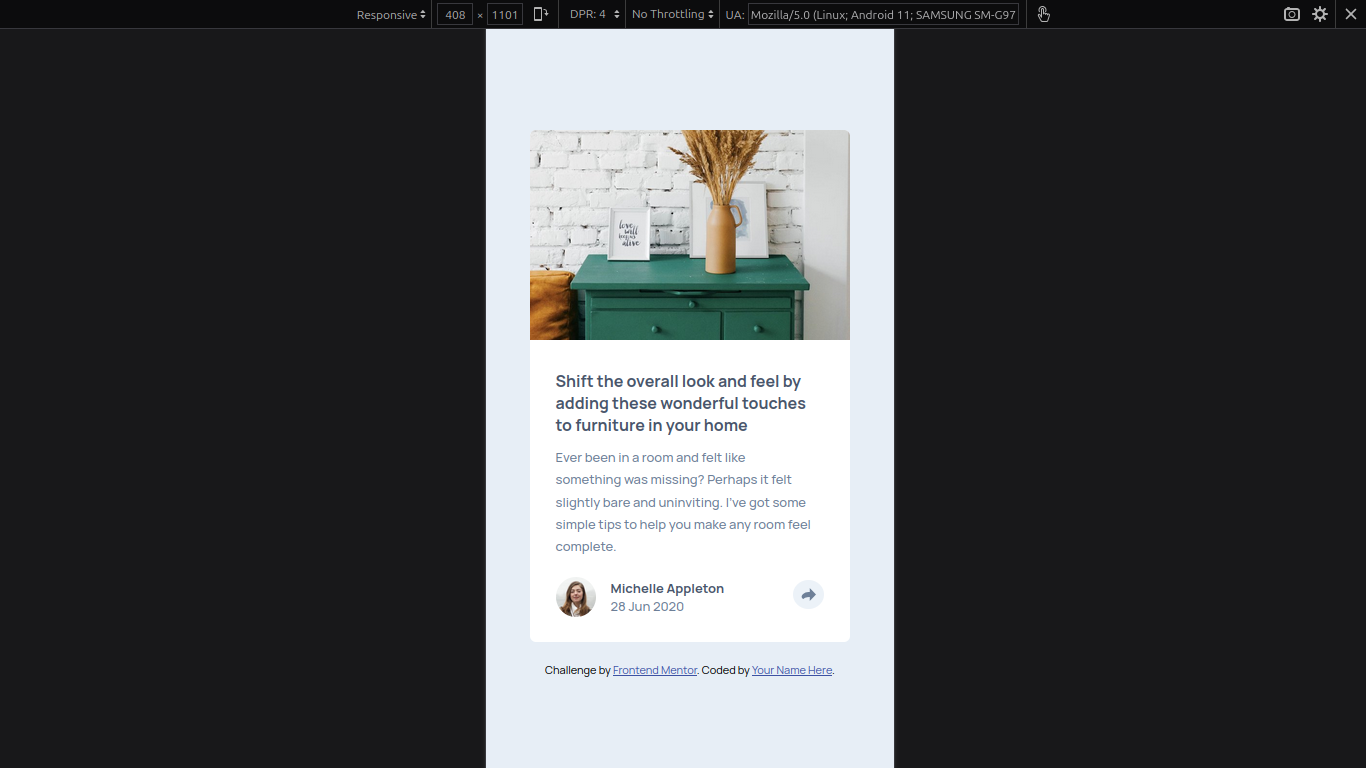 Responsive 408 × 1101 DPR: 4 No Throttling UA: Mozilla/5.0 (Linux; Android 11; SAMSUNG SM-G97
love
will
alive
Shift the overall look and feel by
adding these wonderful touches
to furniture in your home
Ever been in a room and felt like
something was missing? Perhaps it felt
slightly bare and uninviting. I've got some
simple tips to help you make any room feel
complete.
Michelle Appleton
28 Jun 2020
Challenge by Frontend Mentor. Coded by Your Name Here.